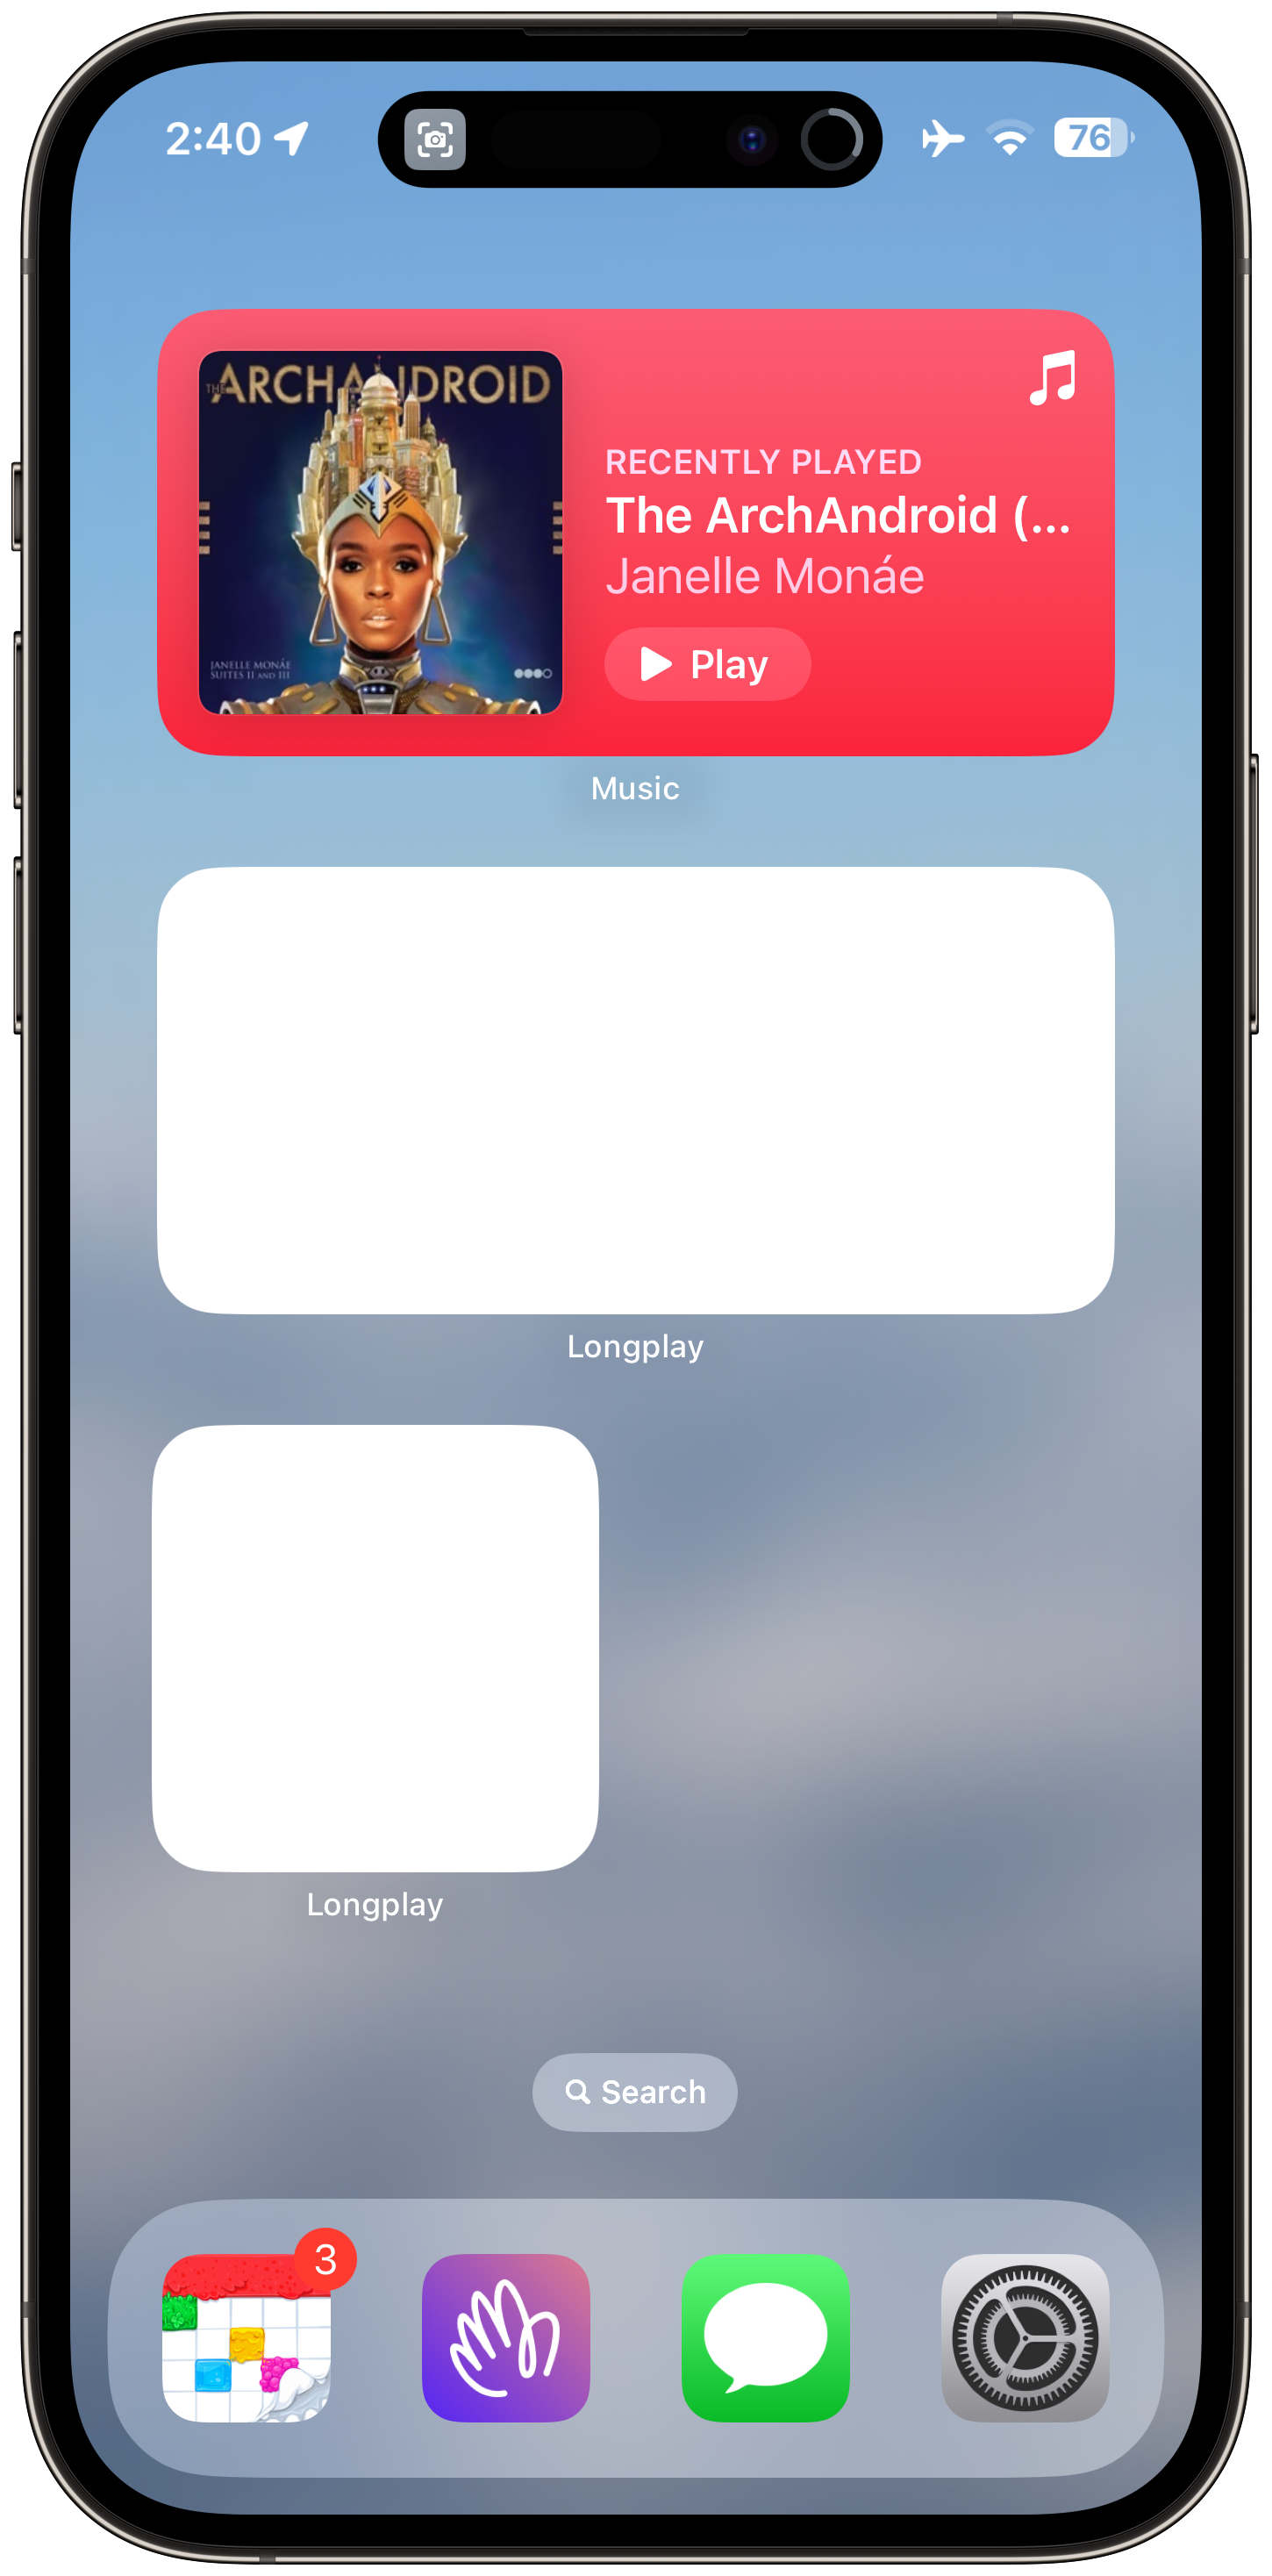 2:40
76
THE ARCHANDROID
JANELLE MONÁE
SUITES II AND III
RECENTLY PLAYED
The ArchAndroid (...
Janelle Monáe
Play
Music
Longplay
Longplay
Search
3